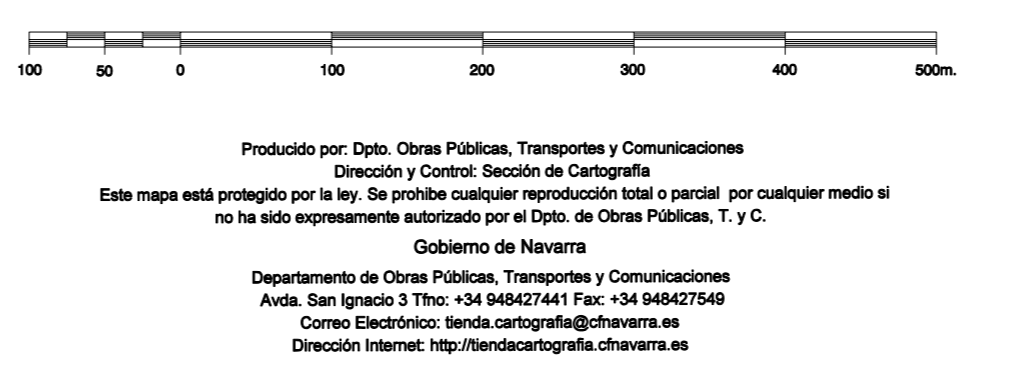 100 50 0 100 200 300 400 500m.
Producido por: Dpto. Obras Públicas, Transportes y Comunicaciones
Dirección y Control: Sección de Cartografía
Este mapa está protegido por la ley. Se prohibe cualquier reproducción total o parcial por cualquier medio si
no ha sido expresamente autorizado por el Dpto. de Obras Públicas, T. y C.
Gobierno de Navarra
Departamento de Obras Públicas, Transportes y Comunicaciones
Avda. San Ignacio 3 Tfno: +34 948427441 Fax: +34 948427549
Correo Electrónico: tienda.cartografia@cfnavarra.es
Dirección Internet: http://tiendacartografia.cfnavarra.es